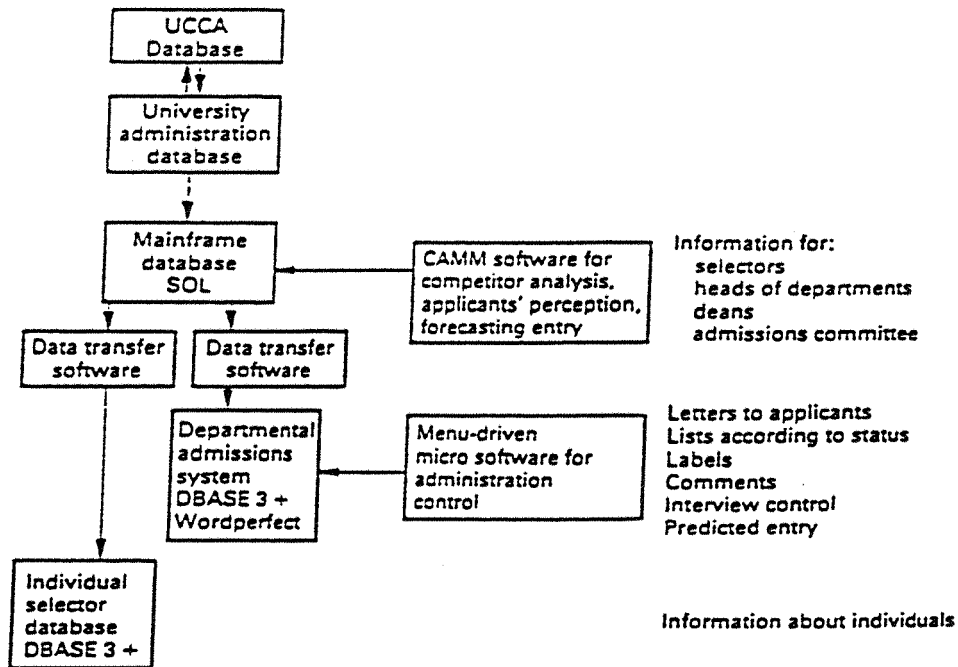 UCCA
Database
University
administration
database
Mainframe
database
SOL
CAMM software for
competitor analysis,
applicants' perception,
forecasting entry
Information for:
selectors
heads of departments
deans
admissions committee
Data transfer
software
Data transfer
software
Departmental
admissions
system
DBASE 3 +
Wordperfect
Menu-driven
micro software for
administration
control
Letters to applicants
Lists according to status
Labels
Comments
Interview control
Predicted entry
Individual
selector
database
DBASE 3 +
Information about individuals